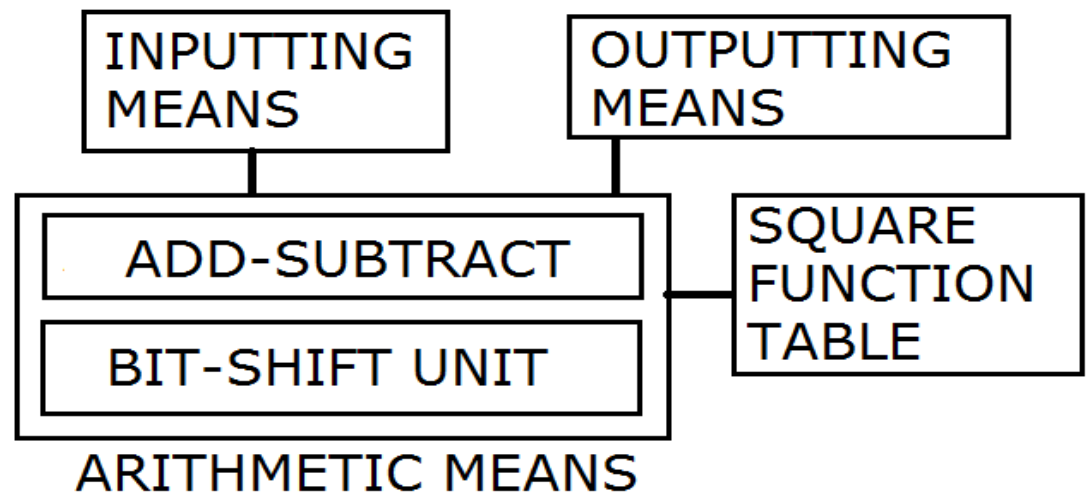 INPUTTING
MEANS
OUTPUTTING
MEANS
ADD-SUBTRACT
BIT-SHIFT UNIT
SQUARE
FUNCTION
TABLE
ARITHMETIC MEANS